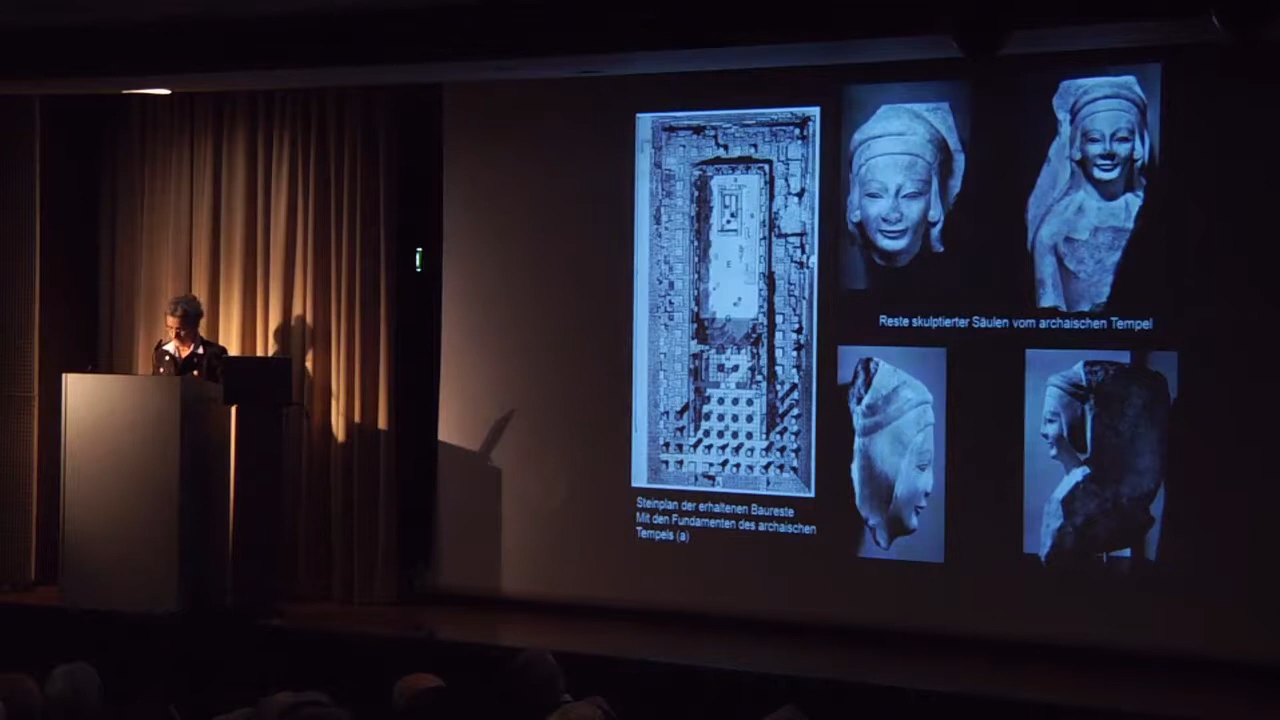 Reste skulptierter Säulen vom archaischen Tempel
Steinplan der erhaltenen Baureste
Mit den Fundamenten des archaischen
Tempels (a)